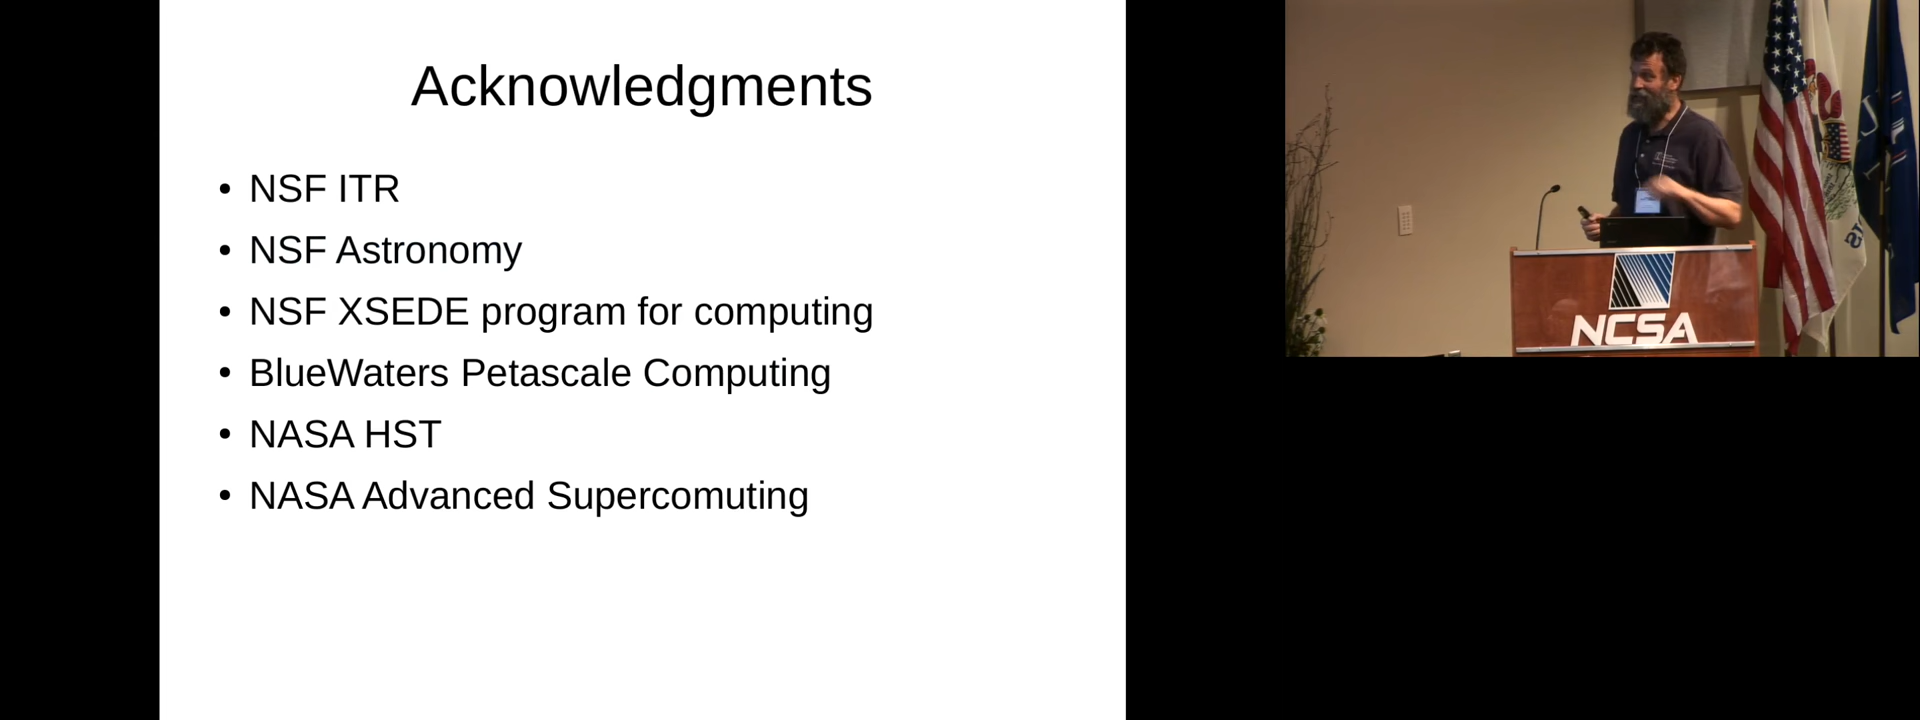 Acknowledgments
• NSF ITR
• NSF Astronomy
• NSF XSEDE program for computing
• BlueWaters Petascale Computing
• NASA HST
• NASA Advanced Supercomuting
NCSA